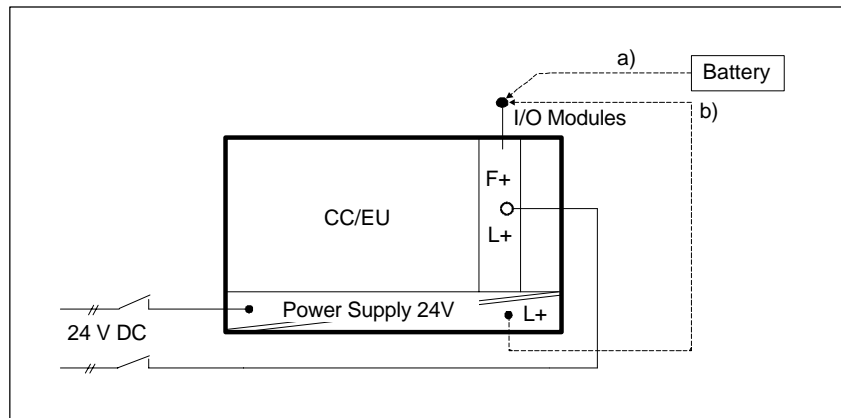 a)
Battery
b)
I/O Modules
F+
CC/EU
L+
Power Supply 24V
L+
24 V DC